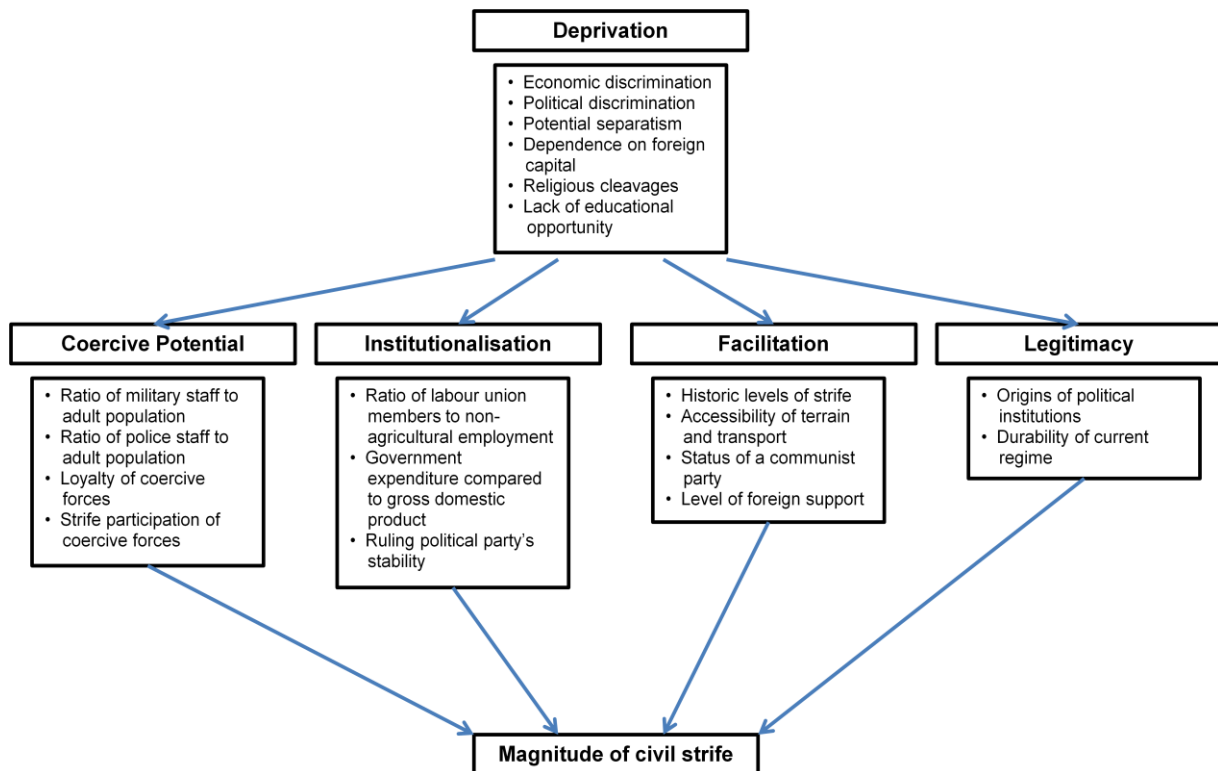 Deprivation
• Economic discrimination
• Political discrimination
• Potential separatism
• Dependence on foreign
capital
• Religious cleavages
• Lack of educational
opportunity
Coercive Potential
• Ratio of military staff to
adult population
• Ratio of police staff to
adult population
• Loyalty of coercive
forces
• Strife participation of
coercive forces
Institutionalisation
• Ratio of labour union
members to non-
agricultural employment
• Government
expenditure compared
to gross domestic
product
• Ruling political party's
stability
Facilitation
• Historic levels of strife
• Accessibility of terrain
and transport
• Status of a communist
party
• Level of foreign support
Legitimacy
• Origins of political
institutions
• Durability of current
regime
Magnitude of civil strife